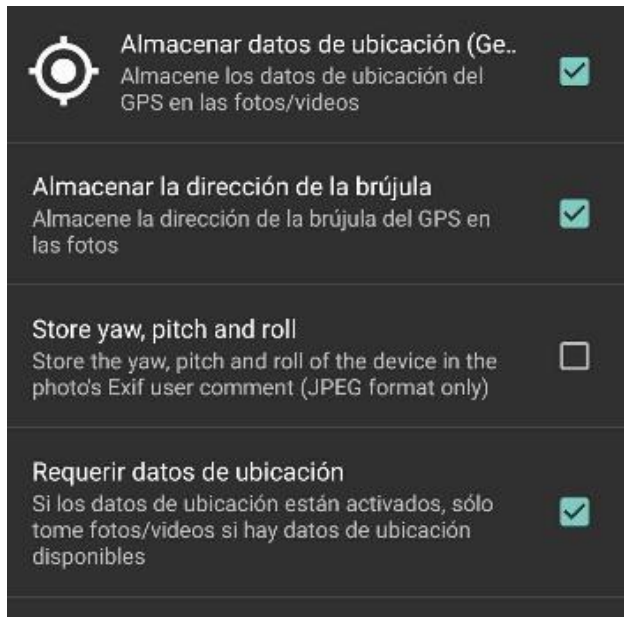 Almacenar datos de ubicación (Ge..
Almacene los datos de ubicación del
GPS en las fotos/videos
Almacenar la dirección de la brújula
Almacene la dirección de la brújula del GPS en
las fotos
Store yaw, pitch and roll
Store the yaw, pitch and roll of the device in the
photo's Exif user comment (JPEG format only)
Requerir datos de ubicación
Si los datos de ubicación están activados, sólo
tome fotos/videos si hay datos de ubicación
disponibles